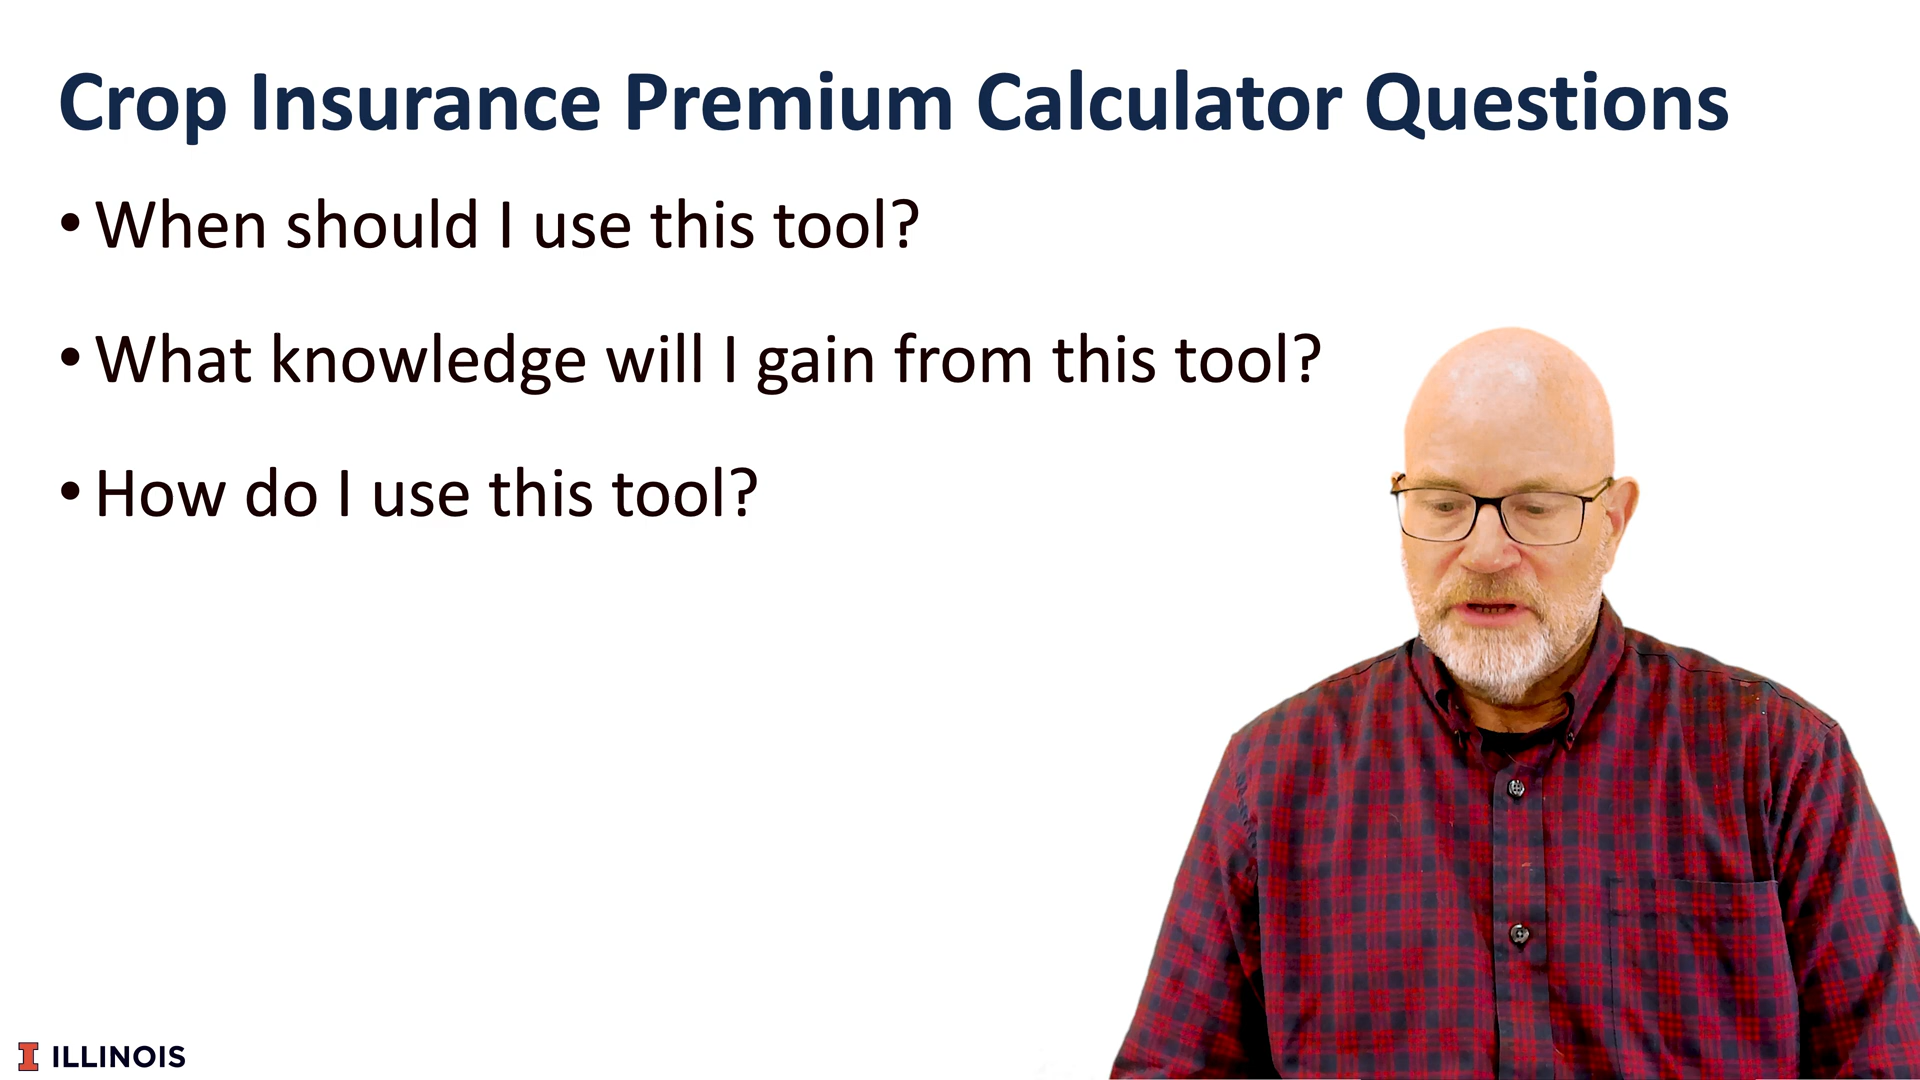 Crop Insurance Premium Calculator Questions
• When should I use this tool?
• What knowledge will I gain from this tool?
• How do I use this tool?
I ILLINOIS